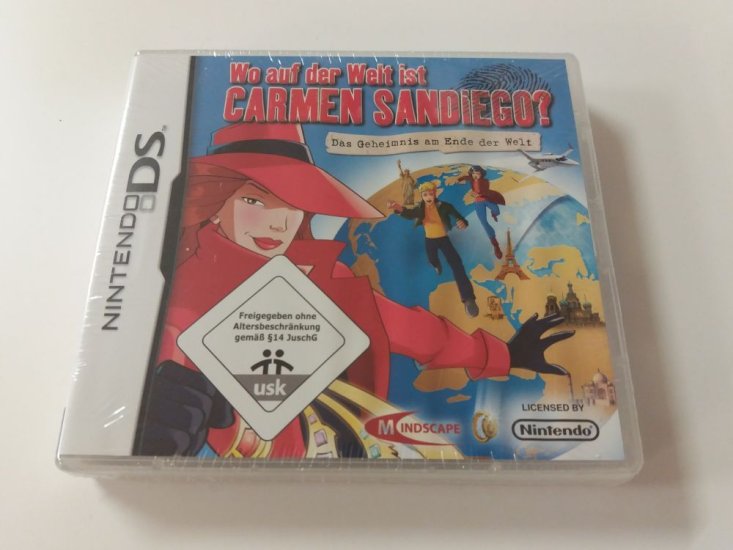 Wo auf der Welt ist
CARMEN SANDIEGO?
Das Geheimnis am Ende der Welt
NINTENDO DS™
Freigegeben ohne
Altersbeschränkung
gemäß §14 JuschG
usk
MINDSCAPE
LICENSED BY
Nintendo